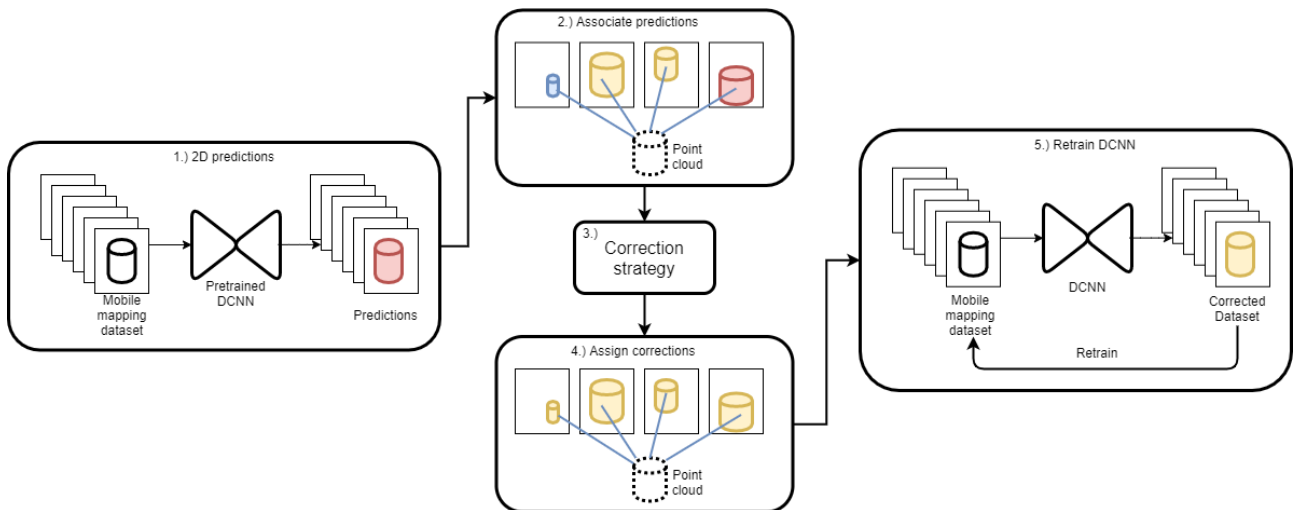 1.) 2D predictions
Mobile
mapping
dataset
Pretrained
DCNN
Predictions
2.) Associate predictions
Point
cloud
3.)
Correction
strategy
4.) Assign corrections
Point
cloud
5.) Retrain DCNN
Mobile
mapping
dataset
DCNN
Corrected
Dataset
Retrain